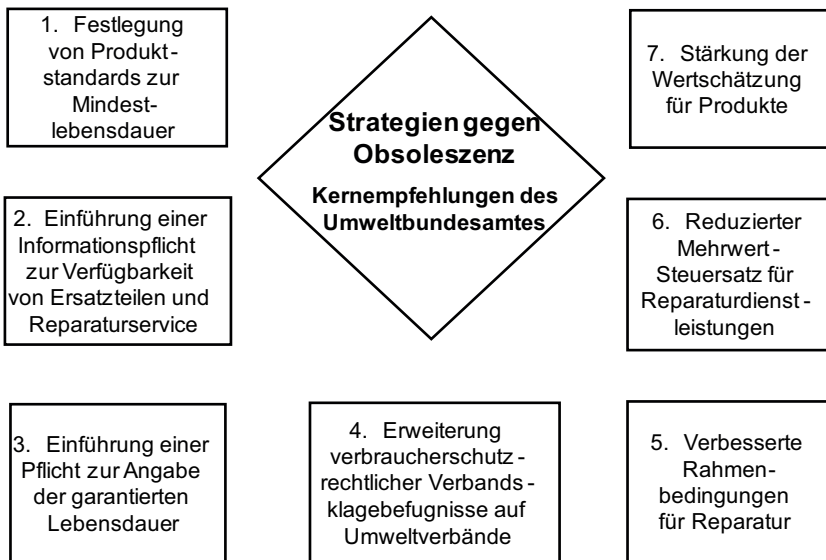 1. Festlegung
von Produkt-
standards zur
Mindest-
lebensdauer
Strategien gegen
Obsoleszenz
Kernempfehlungen des
Umweltbundesamtes
7. Stärkung der
Wertschätzung
für Produkte
2. Einführung einer
Informationspflicht
zur Verfügbarkeit
von Ersatzteilen und
Reparaturservice
6. Reduzierter
Mehrwert-
Steuersatz für
Reparaturdienst-
leistungen
3. Einführung einer
Pflicht zur Angabe
der garantierten
Lebensdauer
4. Erweiterung
verbraucherschutz-
rechtlicher Verbands-
klagebefugnisse auf
Umweltverbände
5. Verbesserte
Rahmen-
bedingungen
für Reparatur